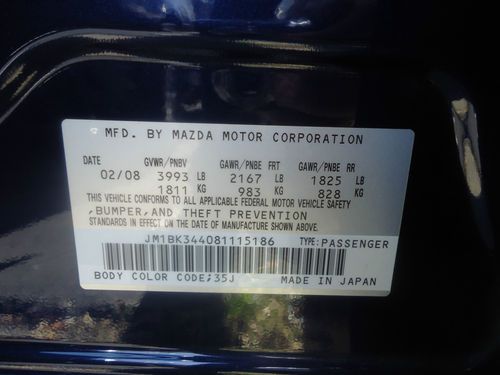 MFD. BY MAZDA MOTOR CORPORATION
DATE GVWR/PNBV GAWR/PNBE FRT GAWR/PNBE RR
02/08 3993 LB 2167 LB 1825 LB
1811 KG 983 KG 828 KG
THIS VEHICLE CONFORMS TO ALL APPLICABLE FEDERAL MOTOR VEHICLE SAFETY
,BUMPER,AND THEFT PREVENTION
STANDARDS IN EFFECT ON THE DATE OF MANUFACTURE SHOWN ABOVE.
JM1BK344081115186 TYPE:PASSENGER
BODY COLOR CODE:35J MADE IN JAPAN